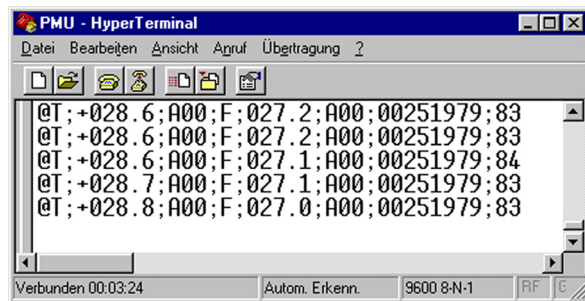 PMU - HyperTerminal
Datei Bearbeiten Ansicht Anruf Übertragung ?
@T;+028.6;A00;F;027.2;A00;00251979;83
@T;+028.6;A00;F;027.2;A00;00251979;83
@T;+028.6;A00;F;027.1;A00;00251979;84
@T;+028.7;A00;F;027.1;A00;00251979;83
@T;+028.8;A00;F;027.0;A00;00251979;83
Verbunden 00:03:24 Autom. Erkenn. 9600 8-N-1 RF G